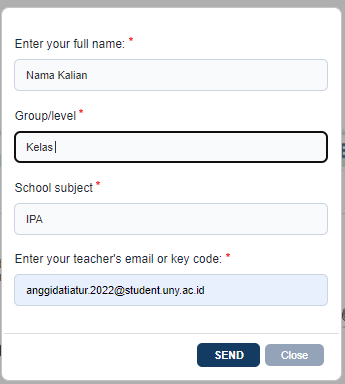 Enter your full name: *
Nama Kalian
Group/level *
Kelas
School subject *
IPA
Enter your teacher's email or key code: *
anggidatiatur.2022@student.uny.ac.id
SEND Close